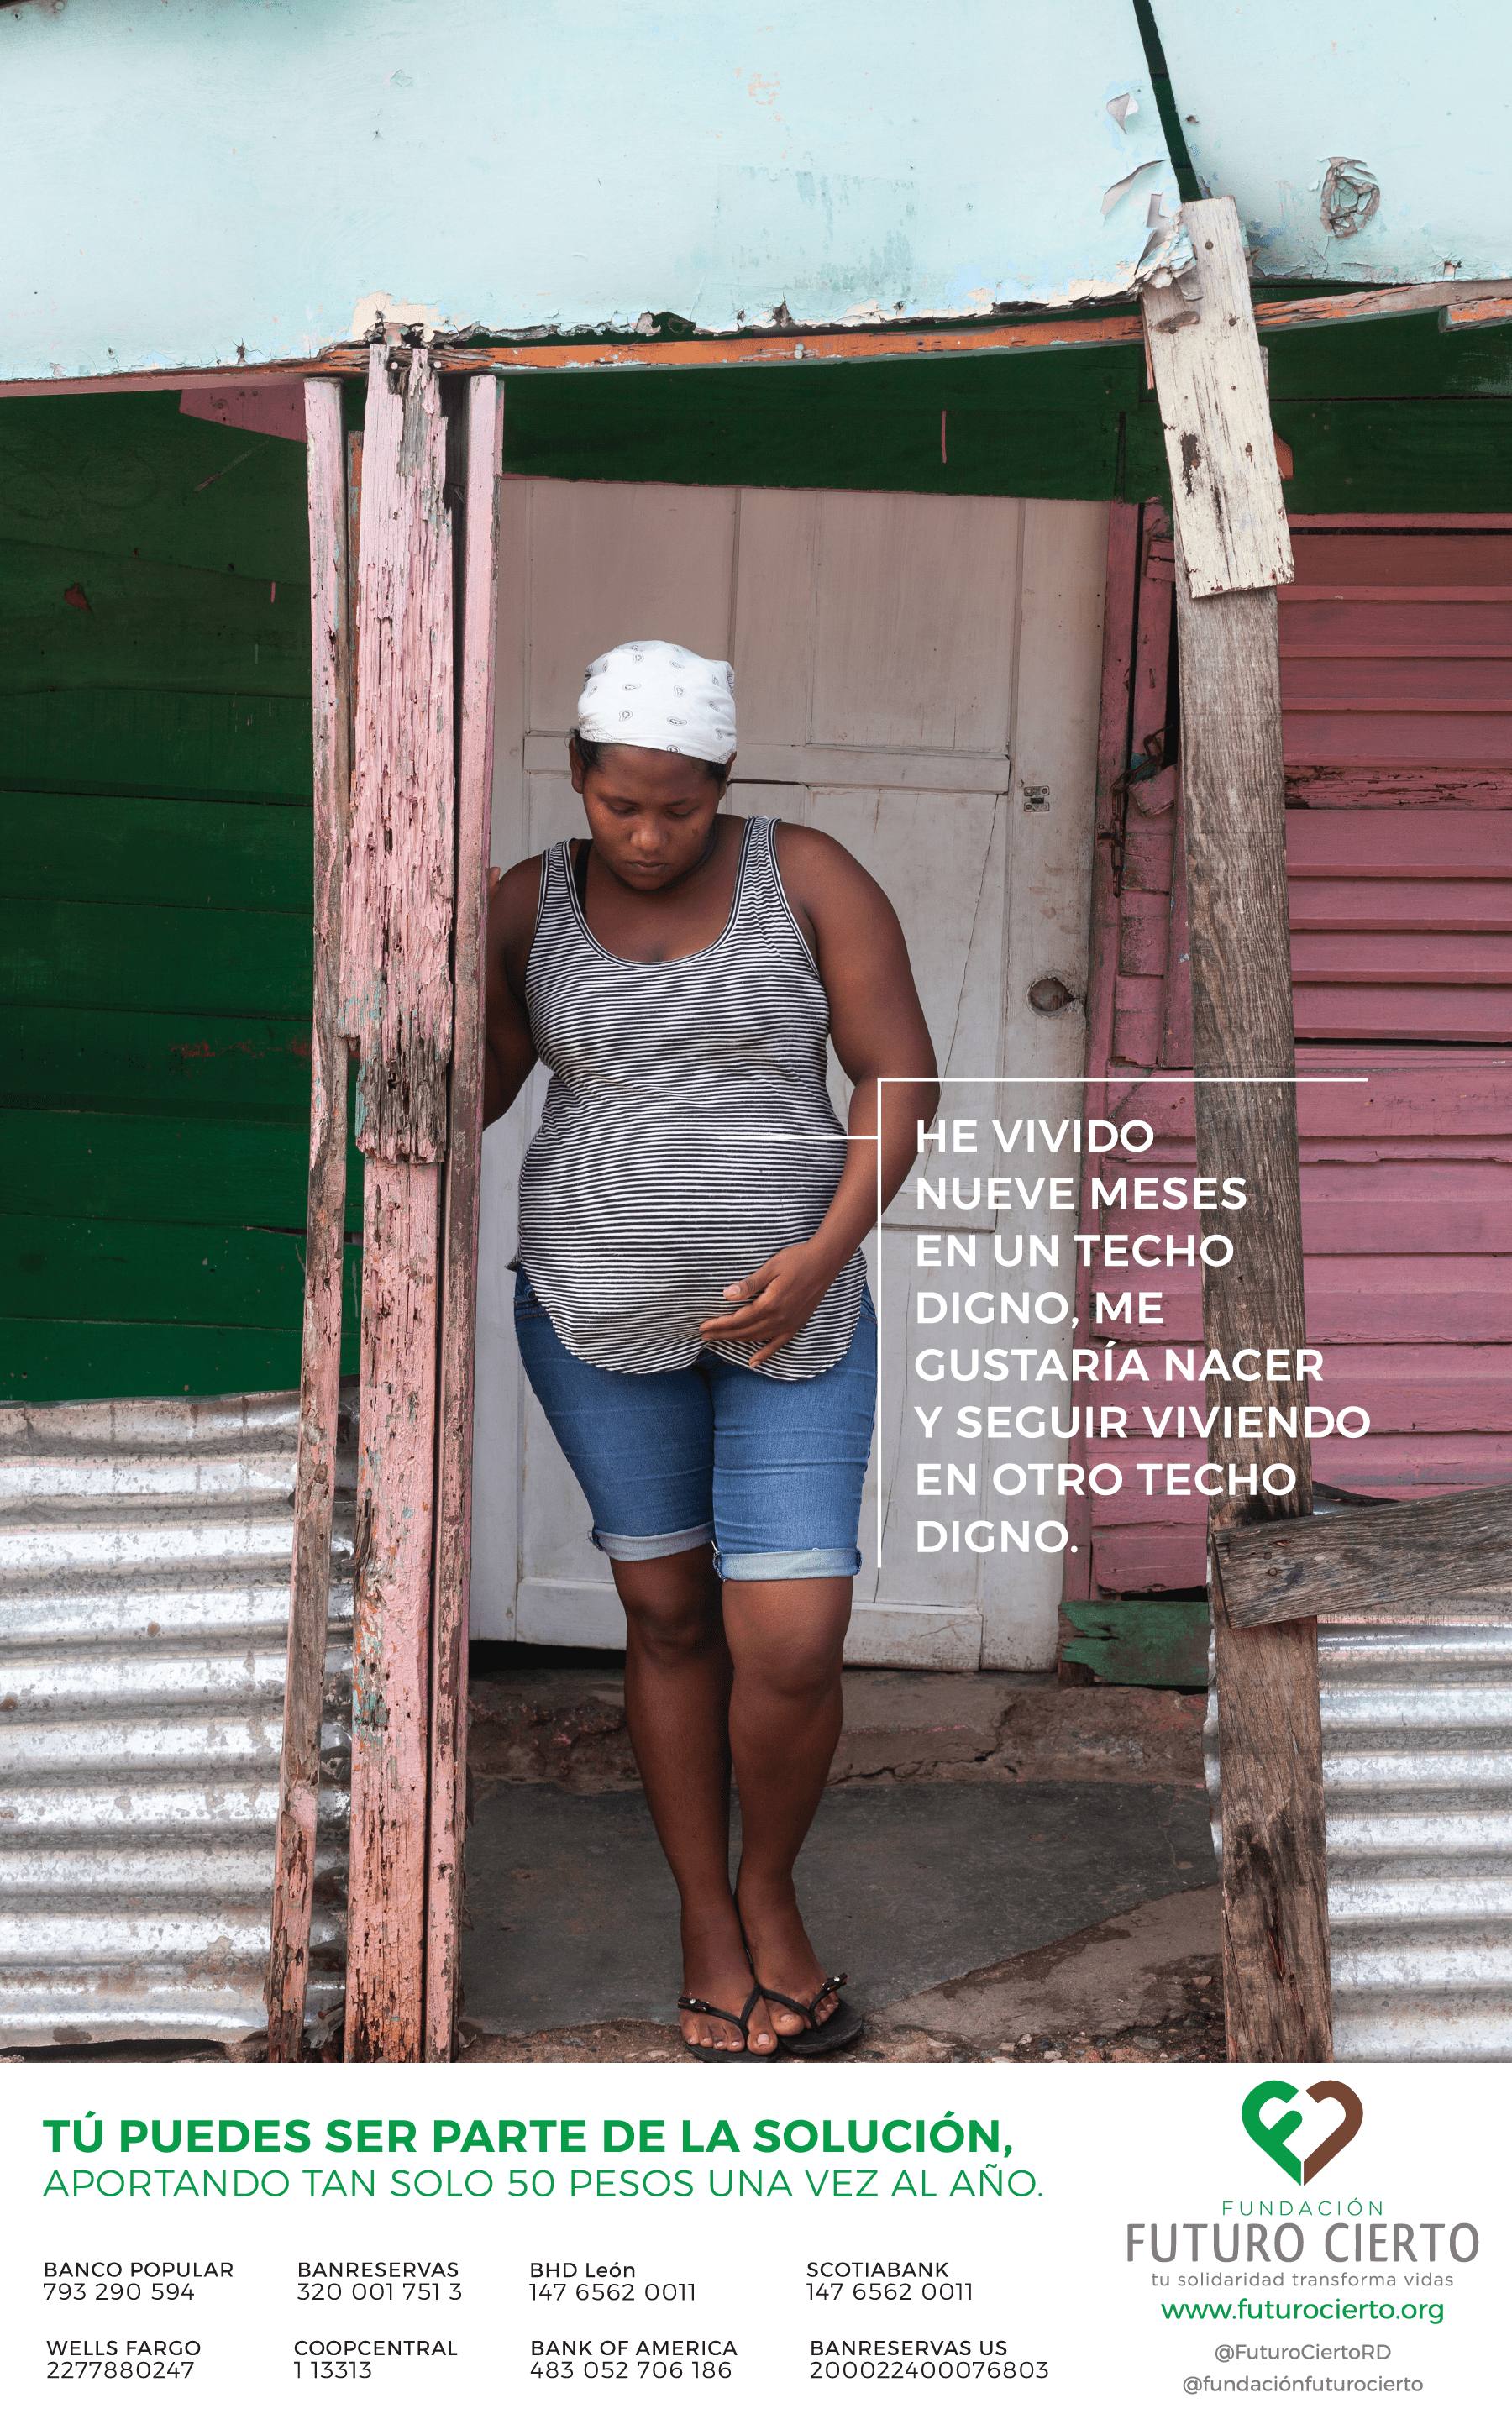 HE VIVIDO
NUEVE MESES
EN UN TECHO
DIGNO, ME
GUSTARÍA NACER
Y SEGUIR VIVIENDO
EN OTRO TECHO
DIGNO.
TÚ PUEDES SER PARTE DE LA SOLUCIÓN,
APORTANDO TAN SOLO 50 PESOS UNA VEZ AL AÑO.
BANCO POPULAR
793 290 594
BANRESERVAS
320 001 751 3
BHD León
147 6562 0011
SCOTIABANK
147 6562 0011
WELLS FARGO
2277880247
COOPCENTRAL
1 13313
BANK OF AMERICA
483 052 706 186
BANRESERVAS US
200022400076803
FUNDACIÓN
FUTURO CIERTO
tu solidaridad transforma vidas
www.futurocierto.org
@FuturoCiertoRD
@fundaciónfuturocierto